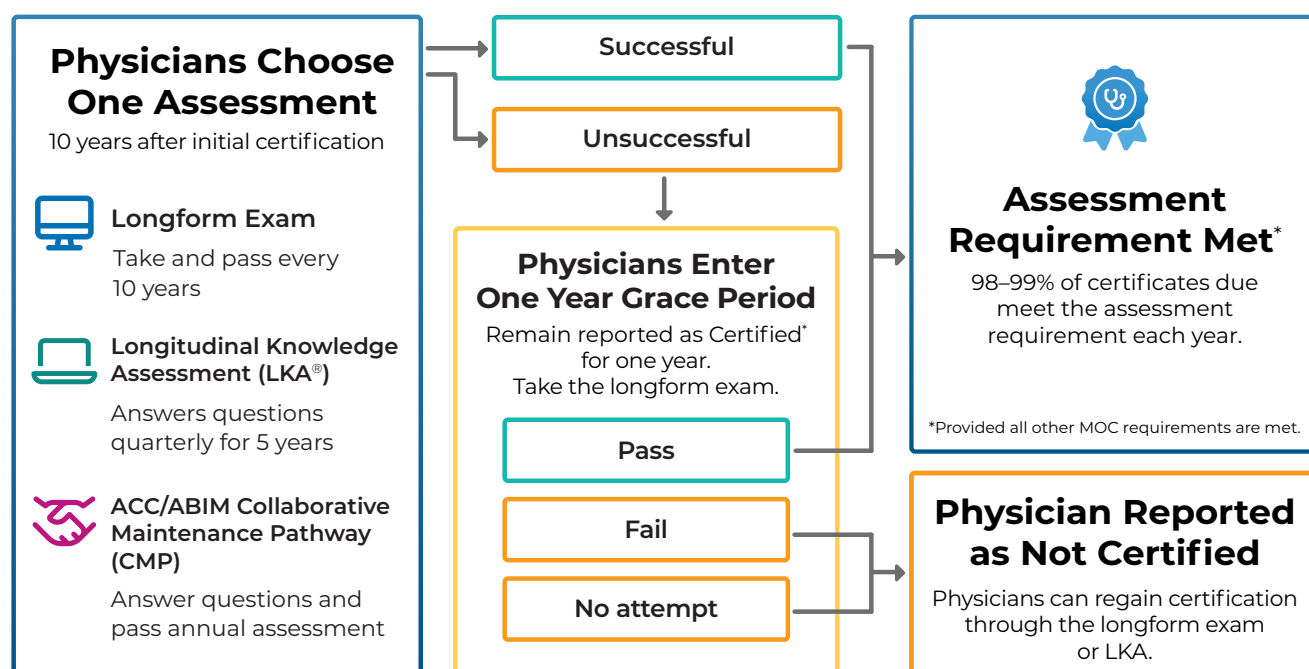 Physicians Choose
One Assessment
10 years after initial certification
Longform Exam
Take and pass every
10 years
Longitudinal Knowledge
Assessment (LKA®)
Answers questions
quarterly for 5 years
ACC/ABIM Collaborative
Maintenance Pathway
(CMP)
Answer questions and
pass annual assessment
Successful
Unsuccessful
Physicians Enter
One Year Grace Period
Remain reported as Certified*
for one year.
Take the longform exam.
Pass
Fail
No attempt
Assessment
Requirement Met*
98–99% of certificates due
meet the assessment
requirement each year.
*Provided all other MOC requirements are met.
Physician Reported
as Not Certified
Physicians can regain certification
through the longform exam
or LKA.